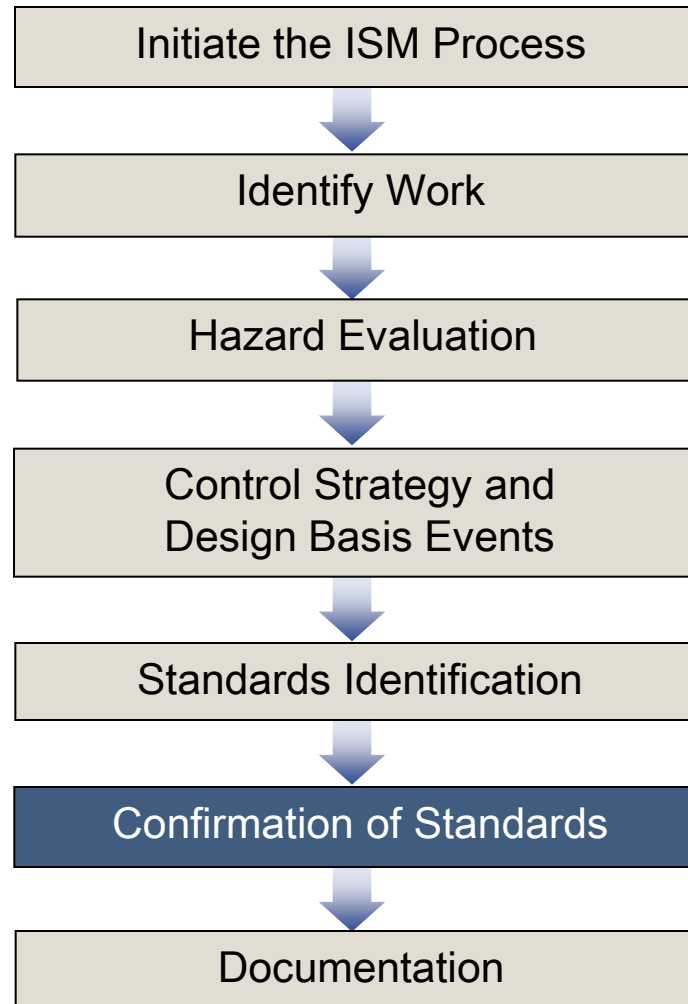 Initiate the ISM Process
Identify Work
Hazard Evaluation
Control Strategy and
Design Basis Events
Standards Identification
Confirmation of Standards
Documentation